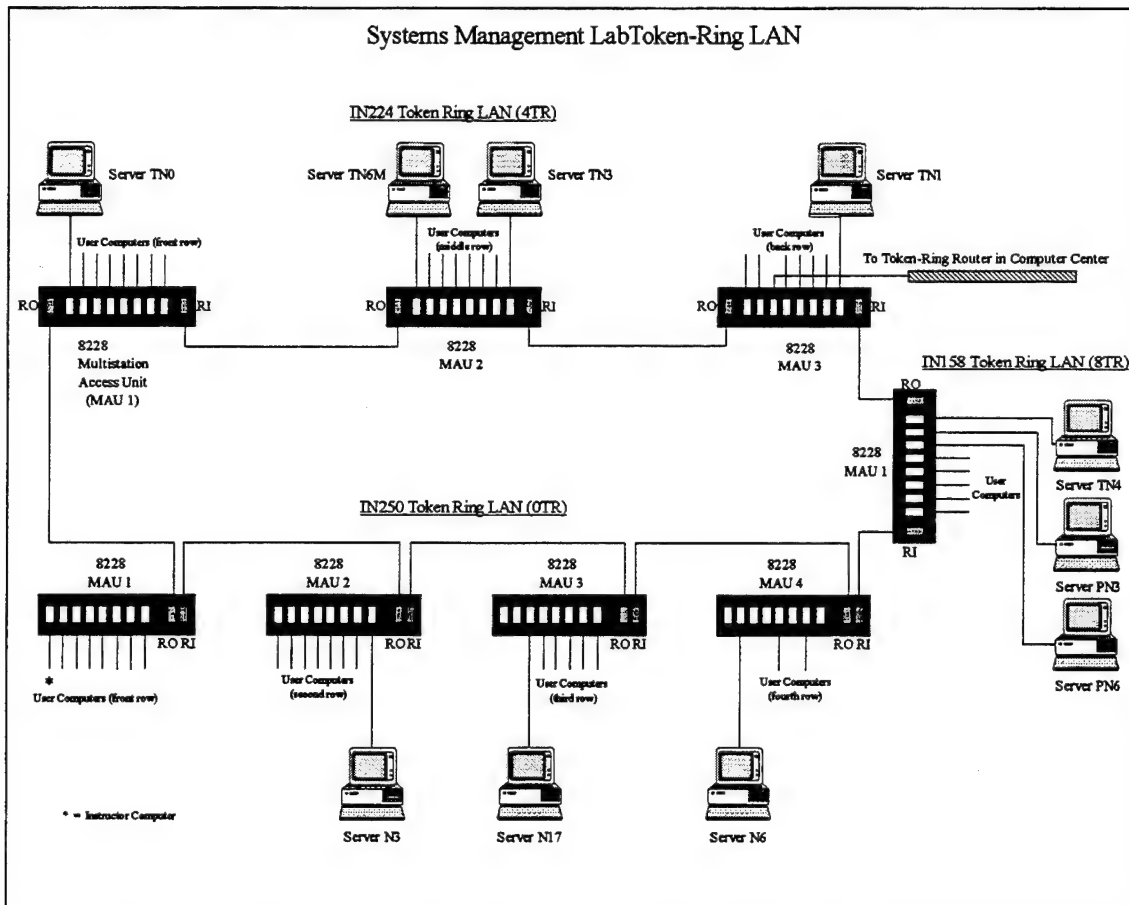 Systems Management LabToken-Ring LAN
IN224 Token Ring LAN (4TR)
Server TN0
Server TN6M
Server TN3
Server TN1
User Computers (front row)
User Computers
(middle row)
User Computers
(back row)
To Token-Ring Router in Computer Center
RO
RI
RO
RI
RO
RI
8228
Multistation
Access Unit
(MAU 1)
8228
MAU 2
8228
MAU 3
IN158 Token Ring LAN (8TR)
RO
8228
MAU 1
User
Computers
RI
Server TN4
Server PN3
Server PN6
IN250 Token Ring LAN (0TR)
8228
MAU 1
8228
MAU 2
8228
MAU 3
8228
MAU 4
RO RI
RO RI
RO RI
RO RI
*
User Computers (front row)
User Computers
(second row)
User Computers
(third row)
User Computers
(fourth row)
Server N3
Server N17
Server N6
* = Instructor Computer